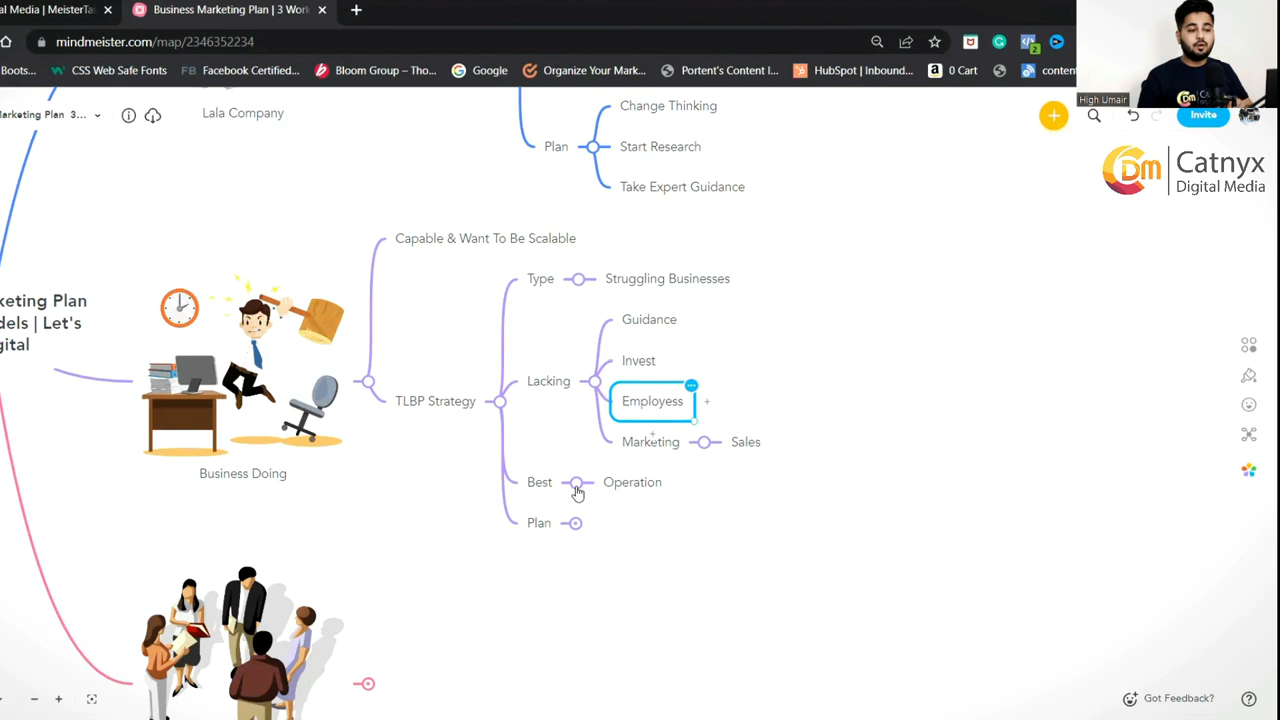 al Media | MeisterTas
Business Marketing Plan | 3 Work
mindmeister.com/map/2346352234
Boots...
CSS Web Safe Fonts
Facebook Certified...
Bloom Group – Tho...
Google
Organize Your Mark...
Portent's Content I...
HubSpot | Inbound...
0 Cart
conten
High Umair
Marketing Plan 3...
Invite
Catnyx
Digital Media
Dm
Lala Company
Change Thinking
Plan
Start Research
Take Expert Guidance
Capable & Want To Be Scalable
Type
Struggling Businesses
keting Plan
dels | Let's
gital
Guidance
Invest
Lacking
TLBP Strategy
Employess
Marketing
Sales
Business Doing
Best
Operation
Plan
Got Feedback?